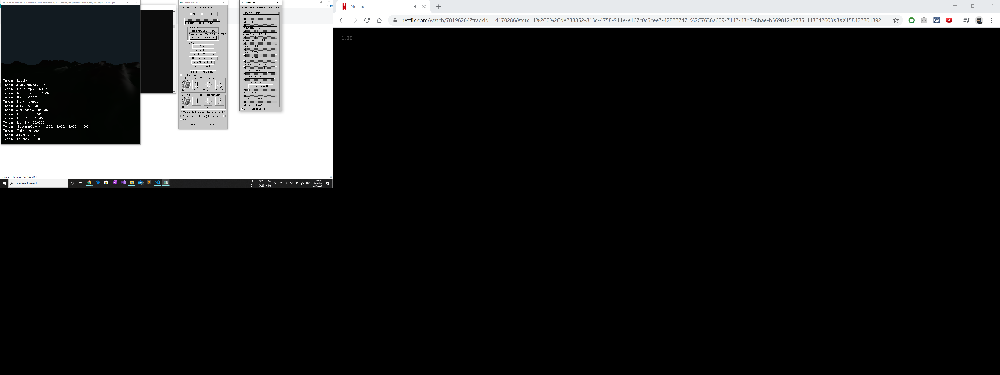 D:\Study Material\2020-Winter\CS557 Computer Graphics Shaders\Assignments\Final Project\FinalProject_Akash Agar...
Terrain : uLevel = 1
Terrain : uNumOctaves = 5
Terrain : uNoiseAmp = 5.4878
Terrain : uNoiseFreq = 1.0000
Terrain : uKa = 0.0122
Terrain : uKd = 0.0000
Terrain : uKs = 0.1098
Terrain : uShininess = 10.0000
Terrain : uLightX = 5.0000
Terrain : uLightY = 10.0000
Terrain : uLightZ = 20.0000
Terrain : uSpecularColor = 1.000, 1.000, 1.000, 1.000
Terrain : uTol = 0.1000
Terrain : uLevel1 = 0.6110
Terrain : uLevel2 = 1.0000
GLman Main User I...
GLman Main User Interface Window
Axes Perspective
Background Intensity = 0.1294
GLIB File
Load a new GLIB File [^L]
D:\Study Material\2020-Winter\CS557 C
Reload the GLIB File [^R]
Editing
Edit a Glib File [^G]
Edit a Vert File [^V]
Edit a Tess Control File
Edit a Tess Evaluation File
Edit a Geom File [^E]
Edit a Frag File [^F]
Hardcopy and Display +
Display Frame Rate
Global (Projection Matrix) Transformation
Rotation Scale Trans XY Trans Z
Eye (ModelView Matrix) Transformation
Rotation Scale Trans XY Trans Z
Texture (Texture Matrix) Transformation +
Object (Individual Matrix) Transformation +
Verbose
Reset Quit
GLman Sha...
GLman Shader Parameter User Interface
Program: Terrain
uLevel = 1
uNumOctaves = 5
uNoiseAmp = 5.4878
uNoiseFreq = 1.0000
uKa = 0.0122
uKd = 0.0000
uKs = 0.1098
uShininess = 10.0000
uLightX = 5.0000
uLightY = 10.0000
uLightZ = 20.0000
Color: uSpecularColor
uTol = 0.1000
uLevel1 = 0.6110
uLevel2 = 1.0000
Show Variable Labels
5 items 1 item selected 6.60 MB
Type here to search
U: 0.27 kB/s
D: 0.23 kB/s
ENG
4:39 PM
Saturday
3/14/2020
Netflix
netflix.com/watch/70196264?trackId=14170286&tctx=1%2C0%2Cde238852-813c-4758-911e-e167c0c6cee7-428227471%2C7636a609-7142-43d7-8bae-b569812a7535_143642603X3XX158422801892...
1.00